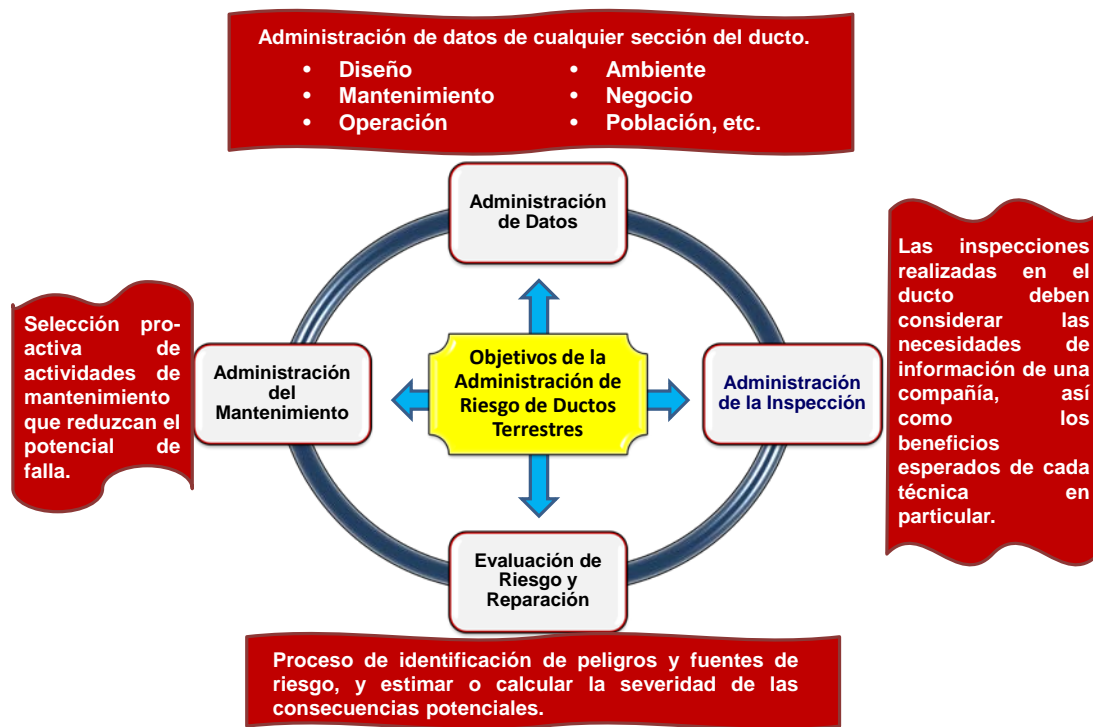 Administración de datos de cualquier sección del ducto.
• Diseño
• Mantenimiento
• Operación
• Ambiente
• Negocio
• Población, etc.
Administración
de Datos
Las inspecciones
realizadas en el
ducto deben
considerar las
necesidades de
información de una
compañía, así
como los
beneficios
esperados de cada
técnica en
particular.
Selección pro-
activa de
actividades de
mantenimiento
que reduzcan el
potencial de
falla.
Administración
del
Mantenimiento
Objetivos de la
Administración de
Riesgo de Ductos
Terrestres
Administración
de la Inspección
Evaluación de
Riesgo y
Reparación
Proceso de identificación de peligros y fuentes de
riesgo, y estimar o calcular la severidad de las
consecuencias potenciales.